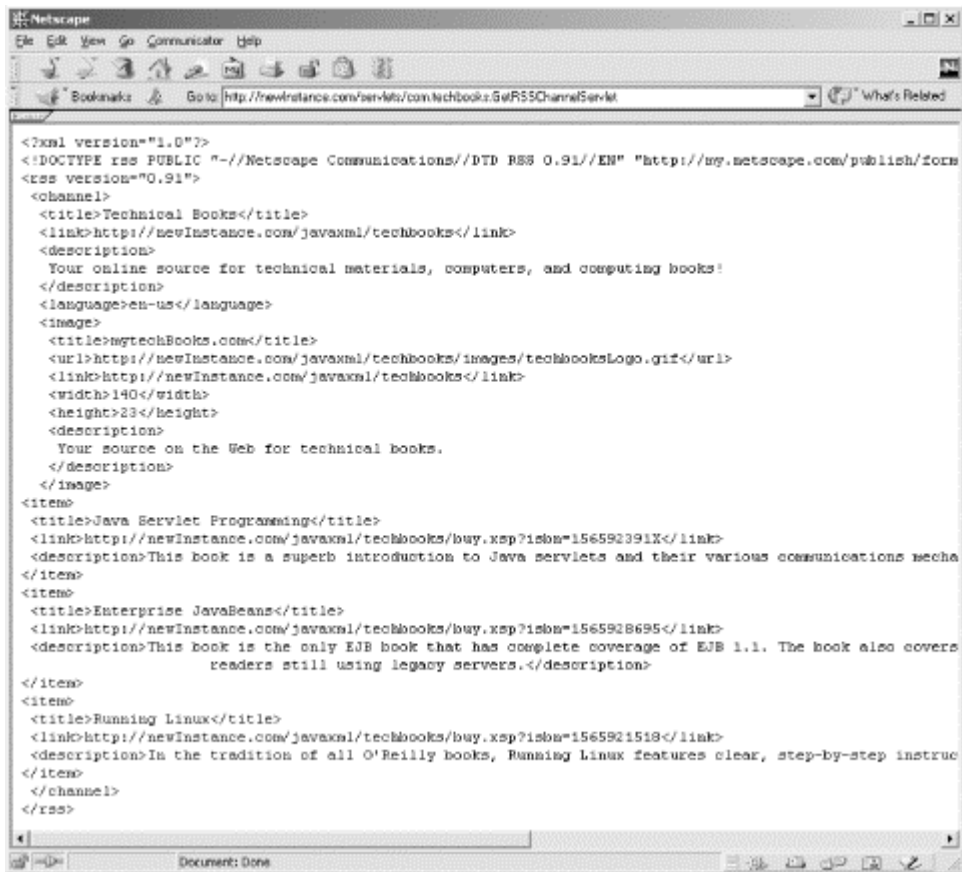 Netscape
File Edit View Go Communicator Help
Bookmarks Go to: http://newInstance.com/servlets/com.techbooks.GetRSSChannelServlet What's Related
<?xml version="1.0"?>
<!DOCTYPE rss PUBLIC "-//Netscape Communications//DTD RSS 0.91//EN" "http://my.netscape.com/publish/form
<rss version="0.91">
<channel>
<title>Technical Books</title>
<link>http://newInstance.com/javaxml/techbooks</link>
<description>
Your online source for technical materials, computers, and computing books!
</description>
<language>en-us</language>
<image>
<title>mytechBooks.com</title>
<url>http://newInstance.com/javaxml/techbooks/images/techbooksLogo.gif</url>
<link>http://newInstance.com/javaxml/techbooks</link>
<width>140</width>
<height>23</height>
<description>
Your source on the Web for technical books.
</description>
</image>
<item>
<title>Java Servlet Programming</title>
<link>http://newInstance.com/javaxml/techbooks/buy.xsp?isbn=156592391X</link>
<description>This book is a superb introduction to Java servlets and their various communications mecha
</item>
<item>
<title>Enterprise JavaBeans</title>
<link>http://newInstance.com/javaxml/techbooks/buy.xsp?isbn=1565928695</link>
<description>This book is the only EJB book that has complete coverage of EJB 1.1. The book also covers
readers still using legacy servers.</description>
</item>
<item>
<title>Running Linux</title>
<link>http://newInstance.com/javaxml/techbooks/buy.xsp?isbn=1565921518</link>
<description>In the tradition of all O'Reilly books, Running Linux features clear, step-by-step instruc
</item>
</channel>
</rss>
Document: Done